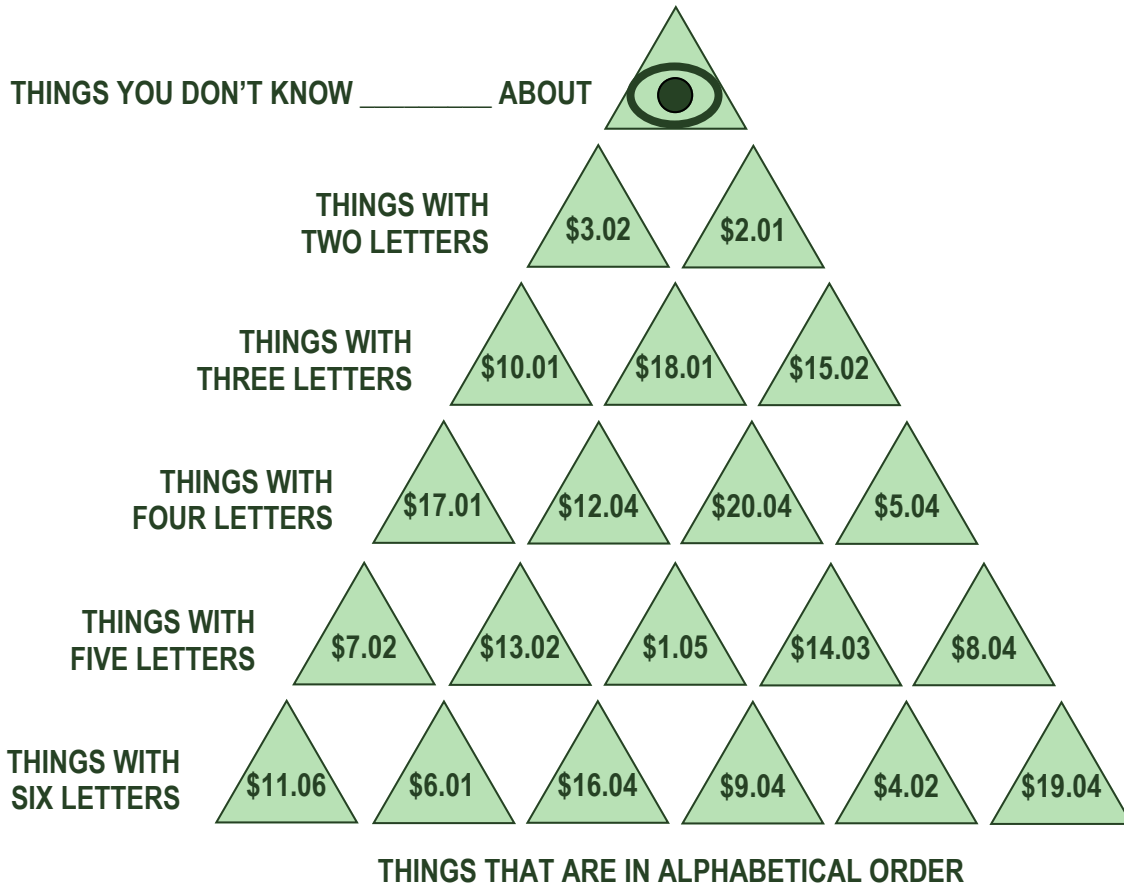 THINGS YOU DON’T KNOW _________ ABOUT
THINGS WITH
TWO LETTERS
$3.02 $2.01
THINGS WITH
THREE LETTERS
$10.01 $18.01 $15.02
THINGS WITH
FOUR LETTERS
$17.01 $12.04 $20.04 $5.04
THINGS WITH
FIVE LETTERS
$7.02 $13.02 $1.05 $14.03 $8.04
THINGS WITH
SIX LETTERS
$11.06 $6.01 $16.04 $9.04 $4.02 $19.04
THINGS THAT ARE IN ALPHABETICAL ORDER